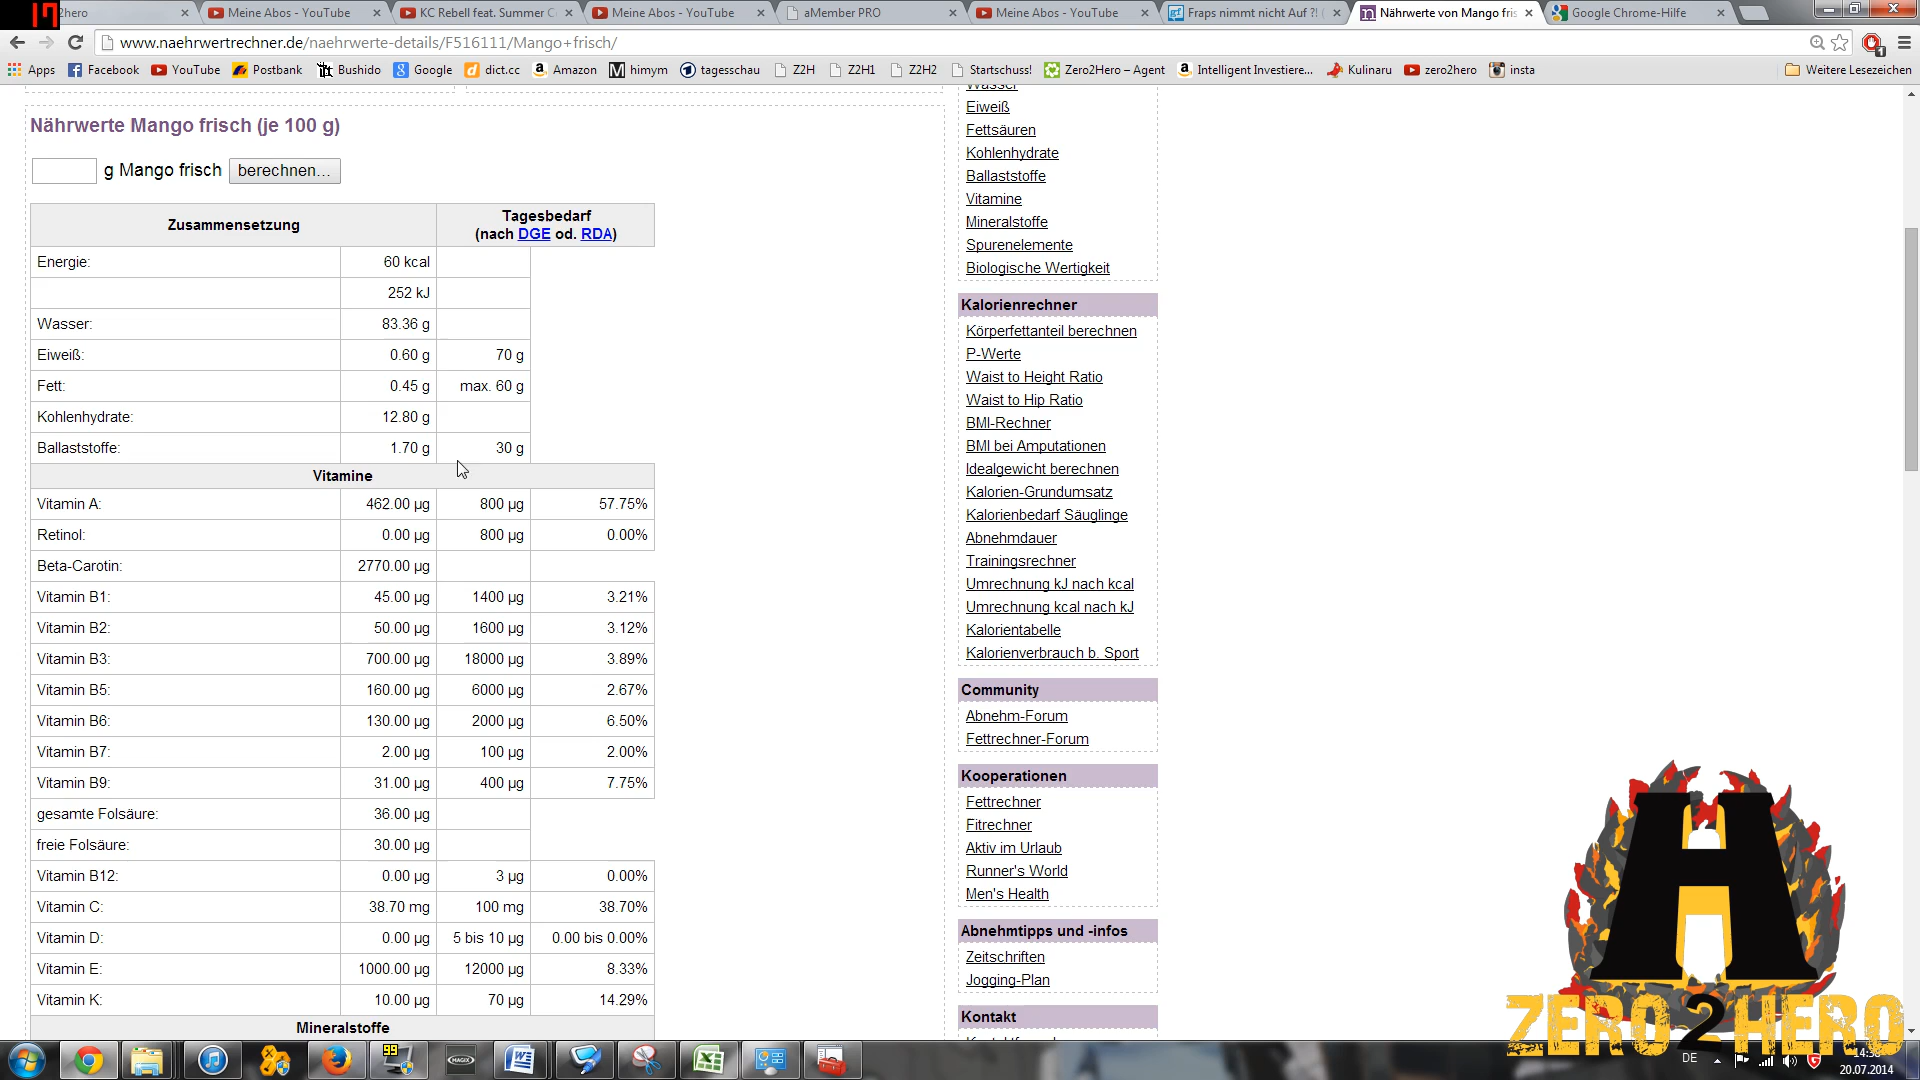 17
2hero
Meine Abos - YouTube
KC Rebell feat. Summer C
Meine Abos - YouTube
aMember PRO
Meine Abos - YouTube
Fraps nimmt nicht Auf ?! (
Nährwerte von Mango fris
Google Chrome-Hilfe
www.naehrwertrechner.de/naehrwerte-details/F516111/Mango+frisch/
Apps
Facebook
YouTube
Postbank
Bushido
Google
dict.cc
Amazon
himym
tagesschau
Z2H
Z2H1
Z2H2
Startschuss!
Zero2Hero – Agent
Intelligent Investiere...
Kulinaru
zero2hero
insta
Weitere Lesezeichen
Nährwerte Mango frisch (je 100 g)
g Mango frisch berechnen...
Zusammensetzung
Tagesbedarf
(nach DGE od. RDA)
Energie: 60 kcal
252 kJ
Wasser: 83.36 g
Eiweiß: 0.60 g 70 g
Fett: 0.45 g max. 60 g
Kohlenhydrate: 12.80 g
Ballaststoffe: 1.70 g 30 g
Vitamine
Vitamin A: 462.00 µg 800 µg 57.75%
Retinol: 0.00 µg 800 µg 0.00%
Beta-Carotin: 2770.00 µg
Vitamin B1: 45.00 µg 1400 µg 3.21%
Vitamin B2: 50.00 µg 1600 µg 3.12%
Vitamin B3: 700.00 µg 18000 µg 3.89%
Vitamin B5: 160.00 µg 6000 µg 2.67%
Vitamin B6: 130.00 µg 2000 µg 6.50%
Vitamin B7: 2.00 µg 100 µg 2.00%
Vitamin B9: 31.00 µg 400 µg 7.75%
gesamte Folsäure: 36.00 µg
freie Folsäure: 30.00 µg
Vitamin B12: 0.00 µg 3 µg 0.00%
Vitamin C: 38.70 mg 100 mg 38.70%
Vitamin D: 0.00 µg 5 bis 10 µg 0.00 bis 0.00%
Vitamin E: 1000.00 µg 12000 µg 8.33%
Vitamin K: 10.00 µg 70 µg 14.29%
Mineralstoffe
Wasser
Eiweiß
Fettsäuren
Kohlenhydrate
Ballaststoffe
Vitamine
Mineralstoffe
Spurenelemente
Biologische Wertigkeit
Kalorienrechner
Körperfettanteil berechnen
P-Werte
Waist to Height Ratio
Waist to Hip Ratio
BMI-Rechner
BMI bei Amputationen
Idealgewicht berechnen
Kalorien-Grundumsatz
Kalorienbedarf Säuglinge
Abnehmdauer
Trainingsrechner
Umrechnung kJ nach kcal
Umrechnung kcal nach kJ
Kalorientabelle
Kalorienverbrauch b. Sport
Community
Abnehm-Forum
Fettrechner-Forum
Kooperationen
Fettrechner
Fitrechner
Aktiv im Urlaub
Runner's World
Men's Health
Abnehmtipps und -infos
Zeitschriften
Jogging-Plan
Kontakt
H
ZERO 2 HERO
99
MAGIX
DE
20.07.2014